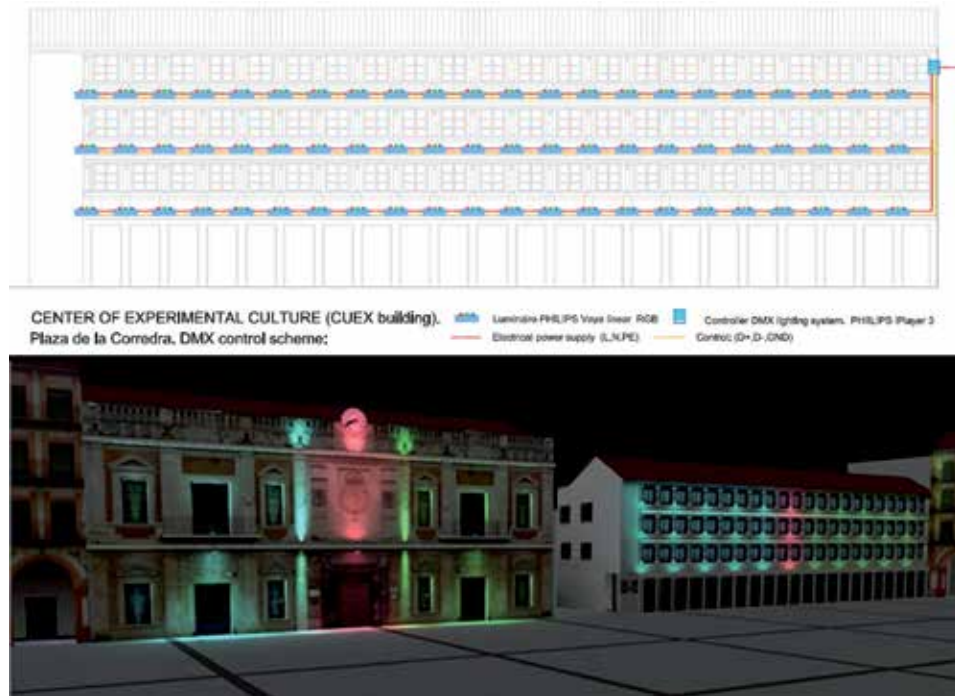 CENTER OF EXPERIMENTAL CULTURE (CUEX building). Luminaire PHILIPS Vaya linear RGB Controller DMX lighting system. PHILIPS IPlayer 3
Plaza de la Corredra. DMX control scheme: Electrical power supply (L,N,PE) Control: (D+,D-,GND)